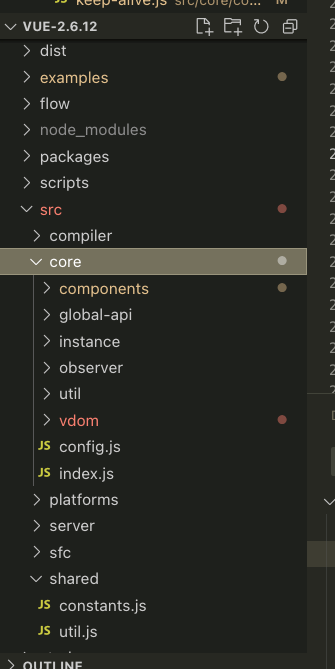 keep-alive.js src/core/co... M
VUE-2.6.12
dist
examples
flow
node_modules
packages
scripts
src
compiler
core
components
global-api
instance
observer
util
vdom
JS config.js
JS index.js
platforms
server
sfc
shared
JS constants.js
JS util.js
OUTLINE